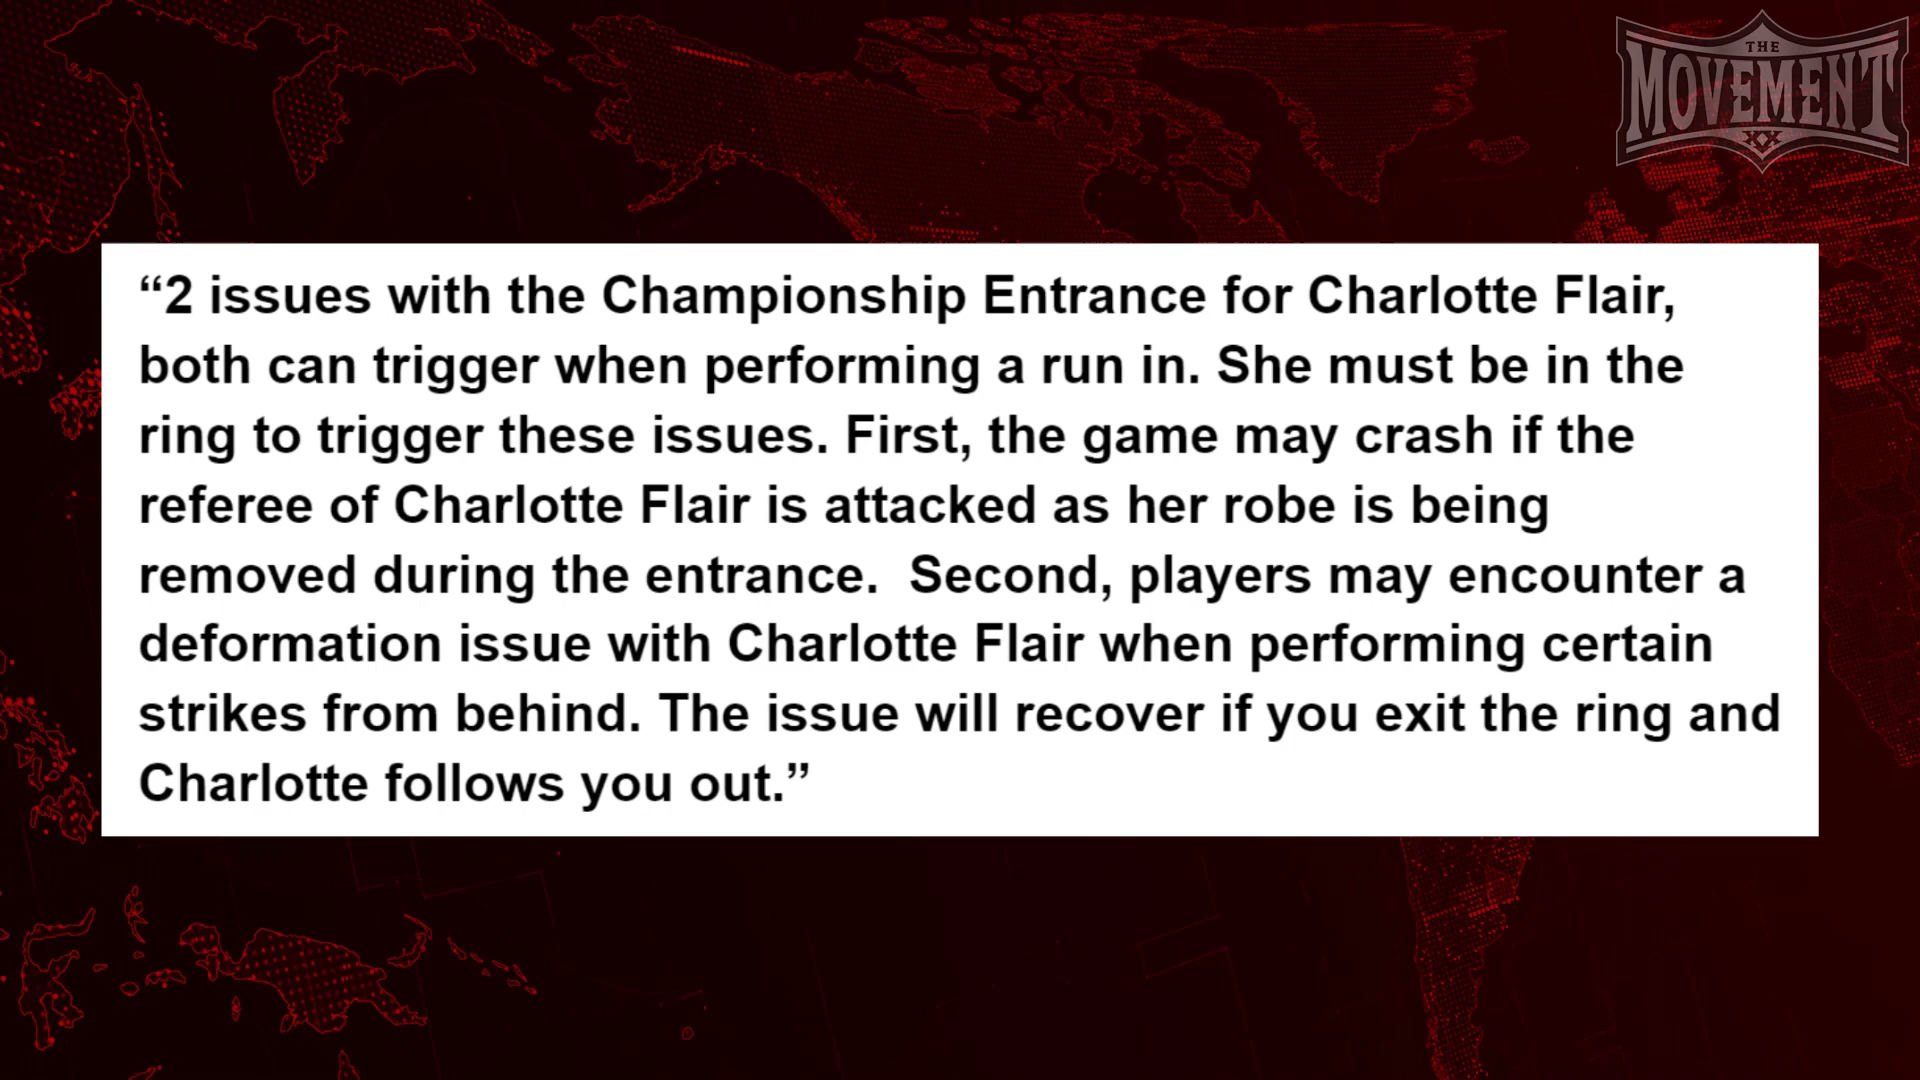 THE
MOVEMENT
XX
“2 issues with the Championship Entrance for Charlotte Flair,
both can trigger when performing a run in. She must be in the
ring to trigger these issues. First, the game may crash if the
referee of Charlotte Flair is attacked as her robe is being
removed during the entrance.  Second, players may encounter a
deformation issue with Charlotte Flair when performing certain
strikes from behind. The issue will recover if you exit the ring and
Charlotte follows you out.”